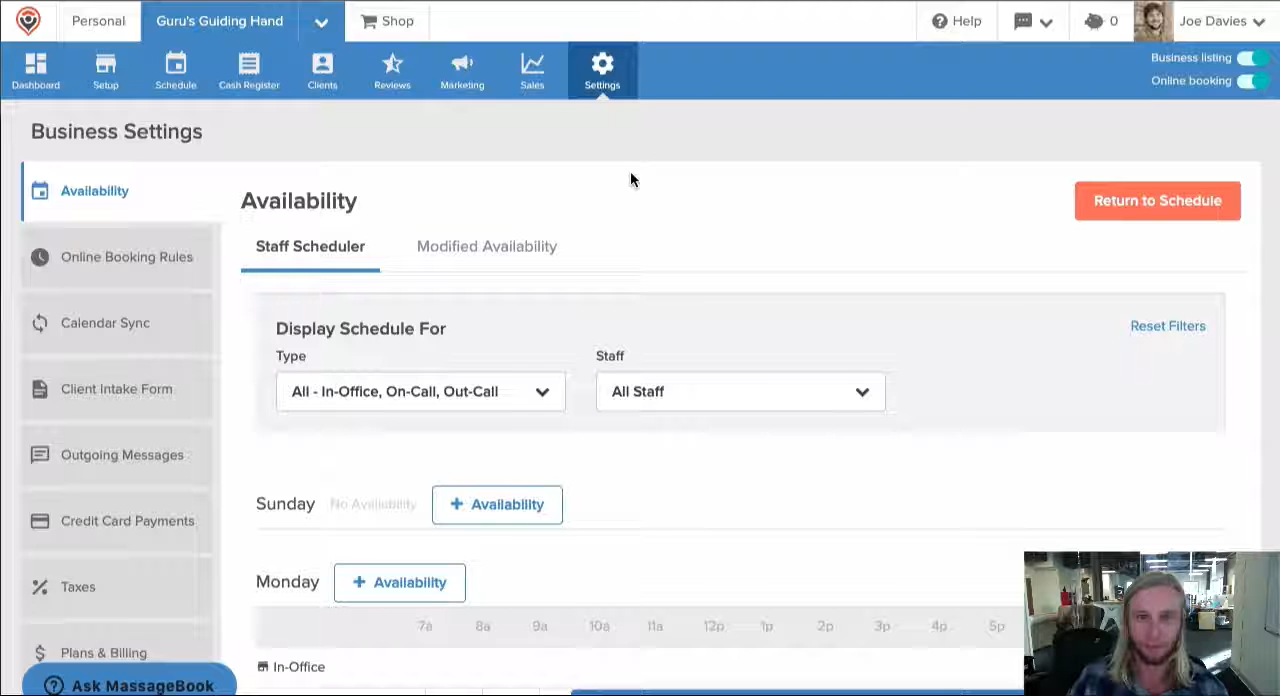 Personal
Guru's Guiding Hand
Shop
Help
0
Joe Davies
Dashboard
Setup
Schedule
Cash Register
Clients
Reviews
Marketing
Sales
Settings
Business listing
Online booking
Business Settings
Availability
Online Booking Rules
Calendar Sync
Client Intake Form
Outgoing Messages
Credit Card Payments
Taxes
Plans & Billing
Ask MassageBook
Availability
Return to Schedule
Staff Scheduler
Modified Availability
Display Schedule For
Reset Filters
Type
Staff
All - In-Office, On-Call, Out-Call
All Staff
Sunday No Availability + Availability
Monday + Availability
7a 8a 9a 10a 11a 12p 1p 2p 3p 4p 5p
In-Office